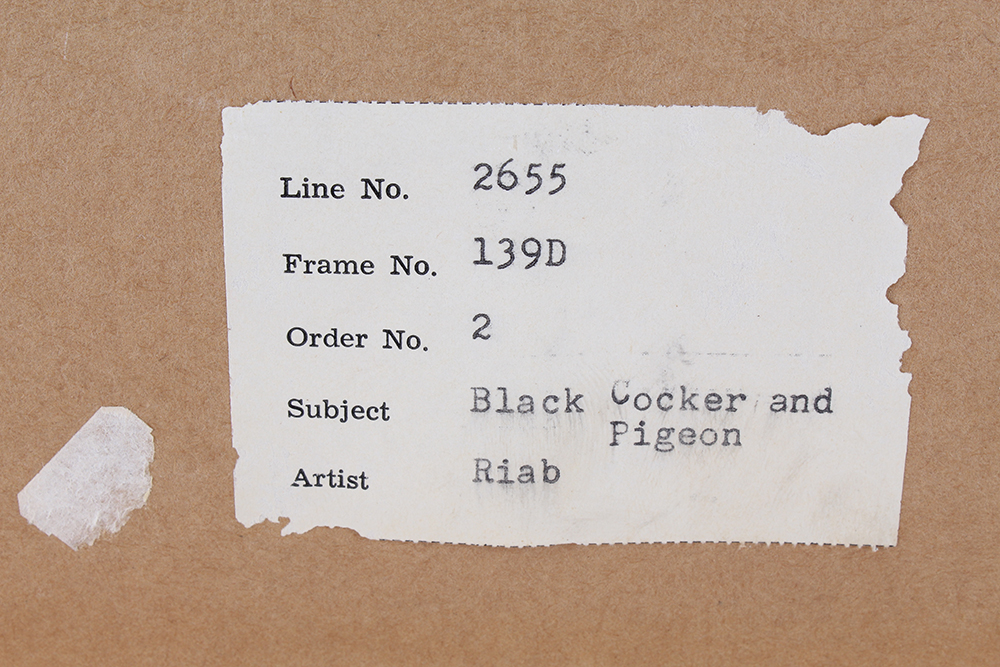 Line No. 2655
Frame No. 139D
Order No. 2
Subject Black Cocker and
Pigeon
Artist Riab